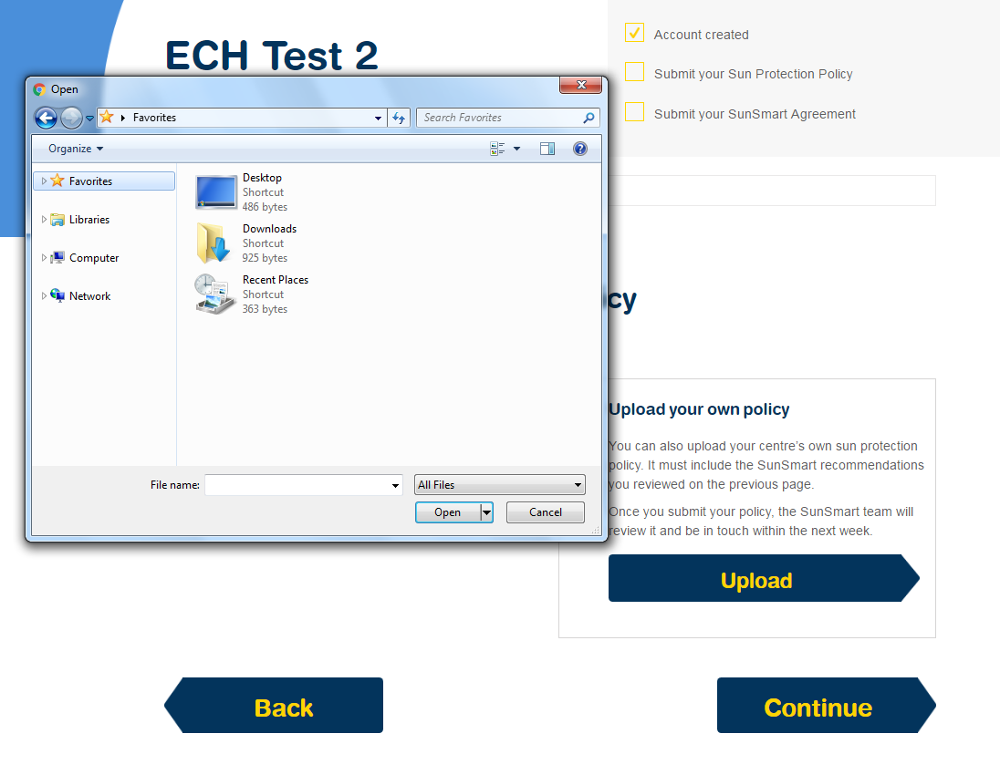 ECH Test 2
Account created
Submit your Sun Protection Policy
Submit your SunSmart Agreement
Open
Favorites
Search Favorites
Organize
Favorites
Libraries
Computer
Network
Desktop
Shortcut
486 bytes
Downloads
Shortcut
925 bytes
Recent Places
Shortcut
363 bytes
File name:
All Files
Open
Cancel
cy
Upload your own policy
You can also upload your centre's own sun protection
policy. It must include the SunSmart recommendations
you reviewed on the previous page.
Once you submit your policy, the SunSmart team will
review it and be in touch within the next week.
Upload
Back
Continue